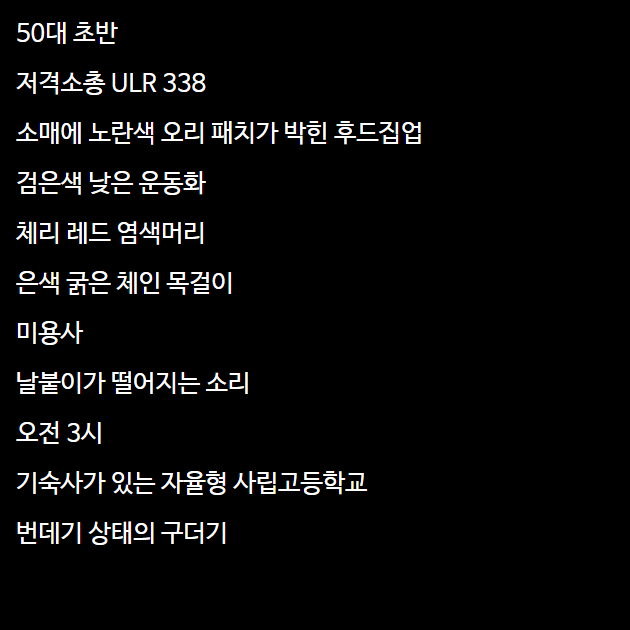 50대 초반
저격소총 ULR 338
소매에 노란색 오리 패치가 박힌 후드집업
검은색 낮은 운동화
체리 레드 염색머리
은색 굵은 체인 목걸이
미용사
날붙이가 떨어지는 소리
오전 3시
기숙사가 있는 자율형 사립고등학교
번데기 상태의 구더기